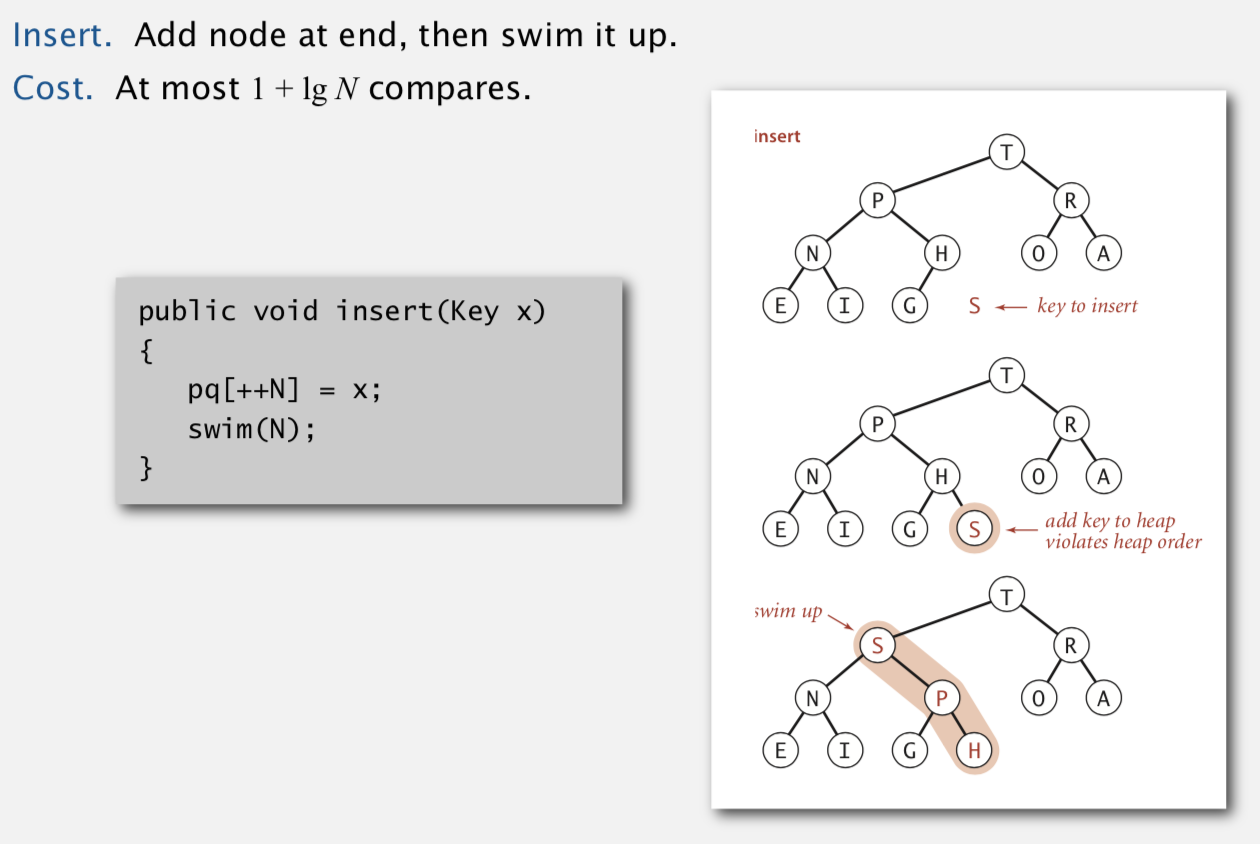 Insert. Add node at end, then swim it up.
Cost. At most 1 + lg N compares.
public void insert(Key x)
{
   pq[++N] = x;
   swim(N);
}
insert
T
P R
N H O A
E I G S ← key to insert
T
P R
N H O A
E I G S ← add key to heap
violates heap order
swim up
T
S R
N P O A
E I G H